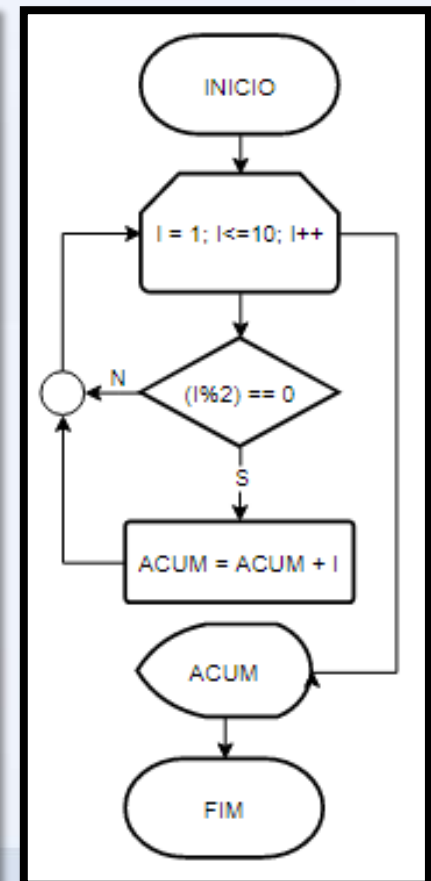 INICIO
I = 1; I<=10; I++
N
(I%2) == 0
S
ACUM = ACUM + I
ACUM
FIM